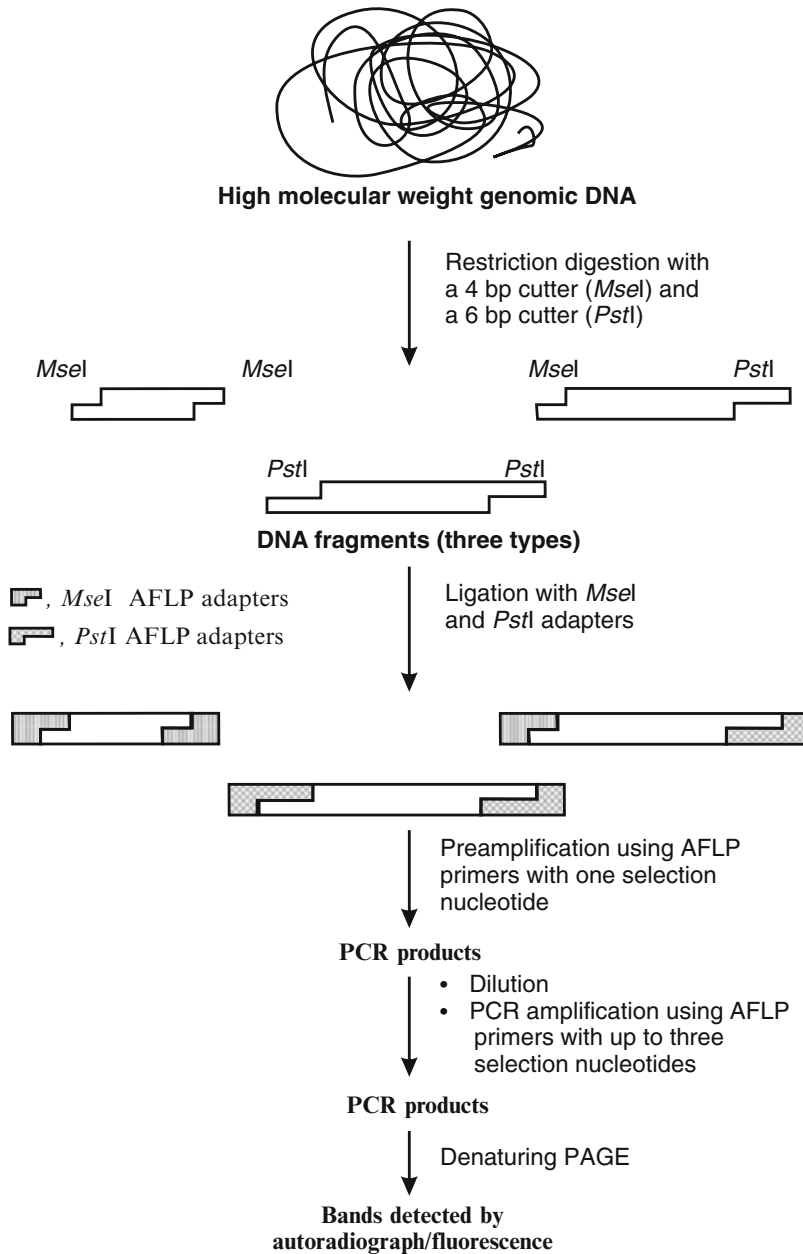 High molecular weight genomic DNA
Restriction digestion with
a 4 bp cutter (MseI) and
a 6 bp cutter (PstI)
MseI MseI MseI PstI
PstI PstI
DNA fragments (three types)
, MseI AFLP adapters
, PstI AFLP adapters
Ligation with MseI
and PstI adapters
Preamplification using AFLP
primers with one selection
nucleotide
PCR products
• Dilution
• PCR amplification using AFLP
primers with up to three
selection nucleotides
PCR products
Denaturing PAGE
Bands detected by
autoradiograph/fluorescence